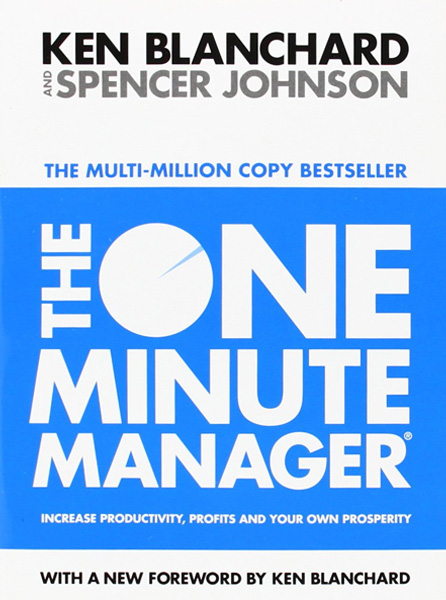 KEN BLANCHARD
AND SPENCER JOHNSON
THE MULTI-MILLION COPY BESTSELLER
THE ONE
MINUTE
MANAGER®
INCREASE PRODUCTIVITY, PROFITS AND YOUR OWN PROSPERITY
WITH A NEW FOREWORD BY KEN BLANCHARD